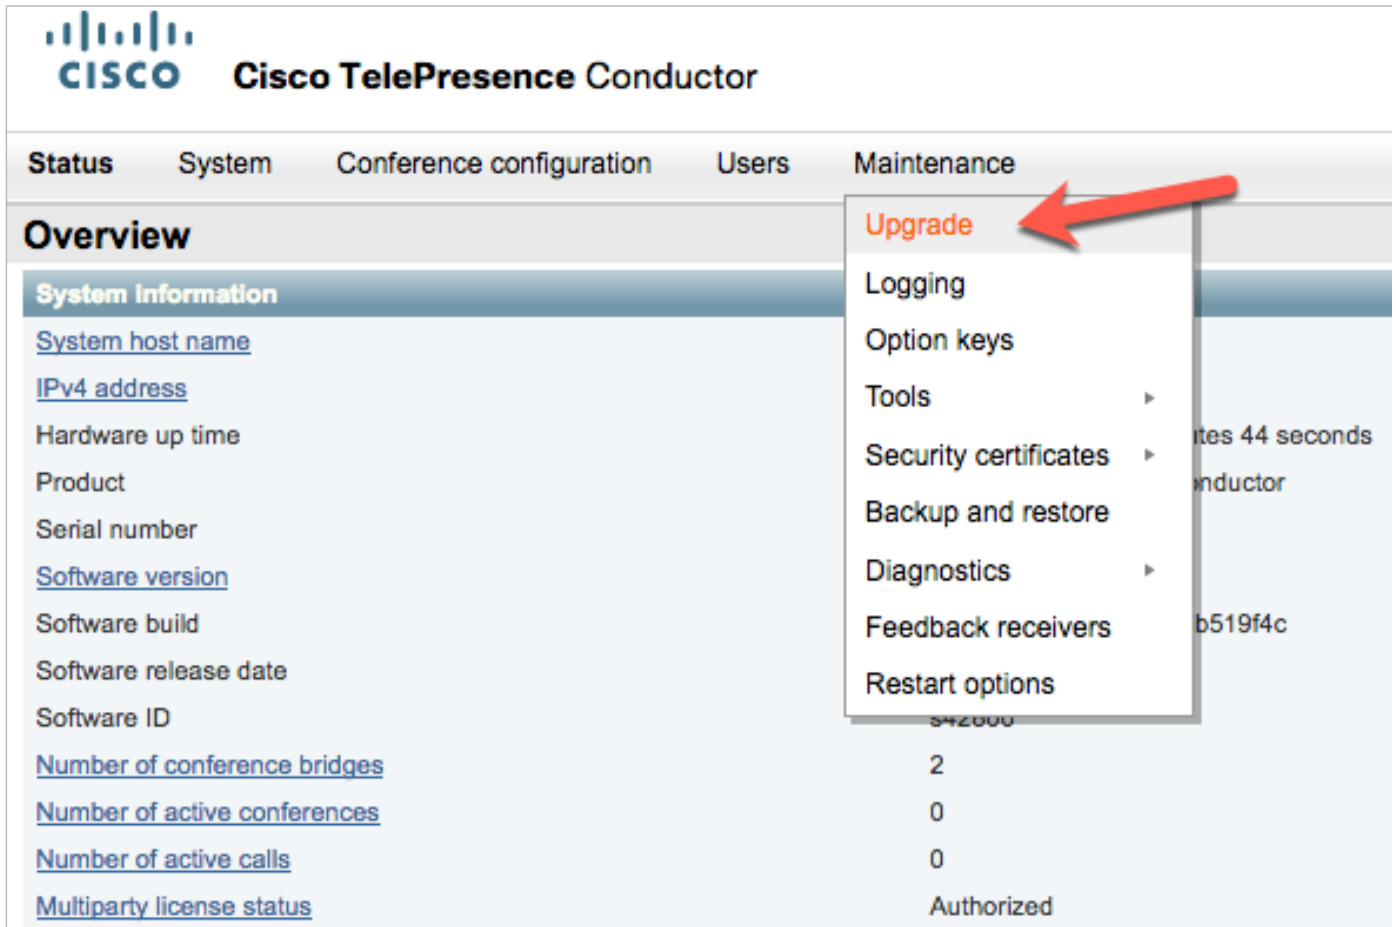 CISCO Cisco TelePresence Conductor
Status System Conference configuration Users Maintenance
Overview
Upgrade
Logging
Option keys
Tools
Security certificates
Backup and restore
Diagnostics
Feedback receivers
Restart options
System information
System host name
IPv4 address
Hardware up time 44 seconds
Product
Serial number
Software version
Software build b519f4c
Software release date
Software ID
Number of conference bridges 2
Number of active conferences 0
Number of active calls 0
Multiparty license status Authorized